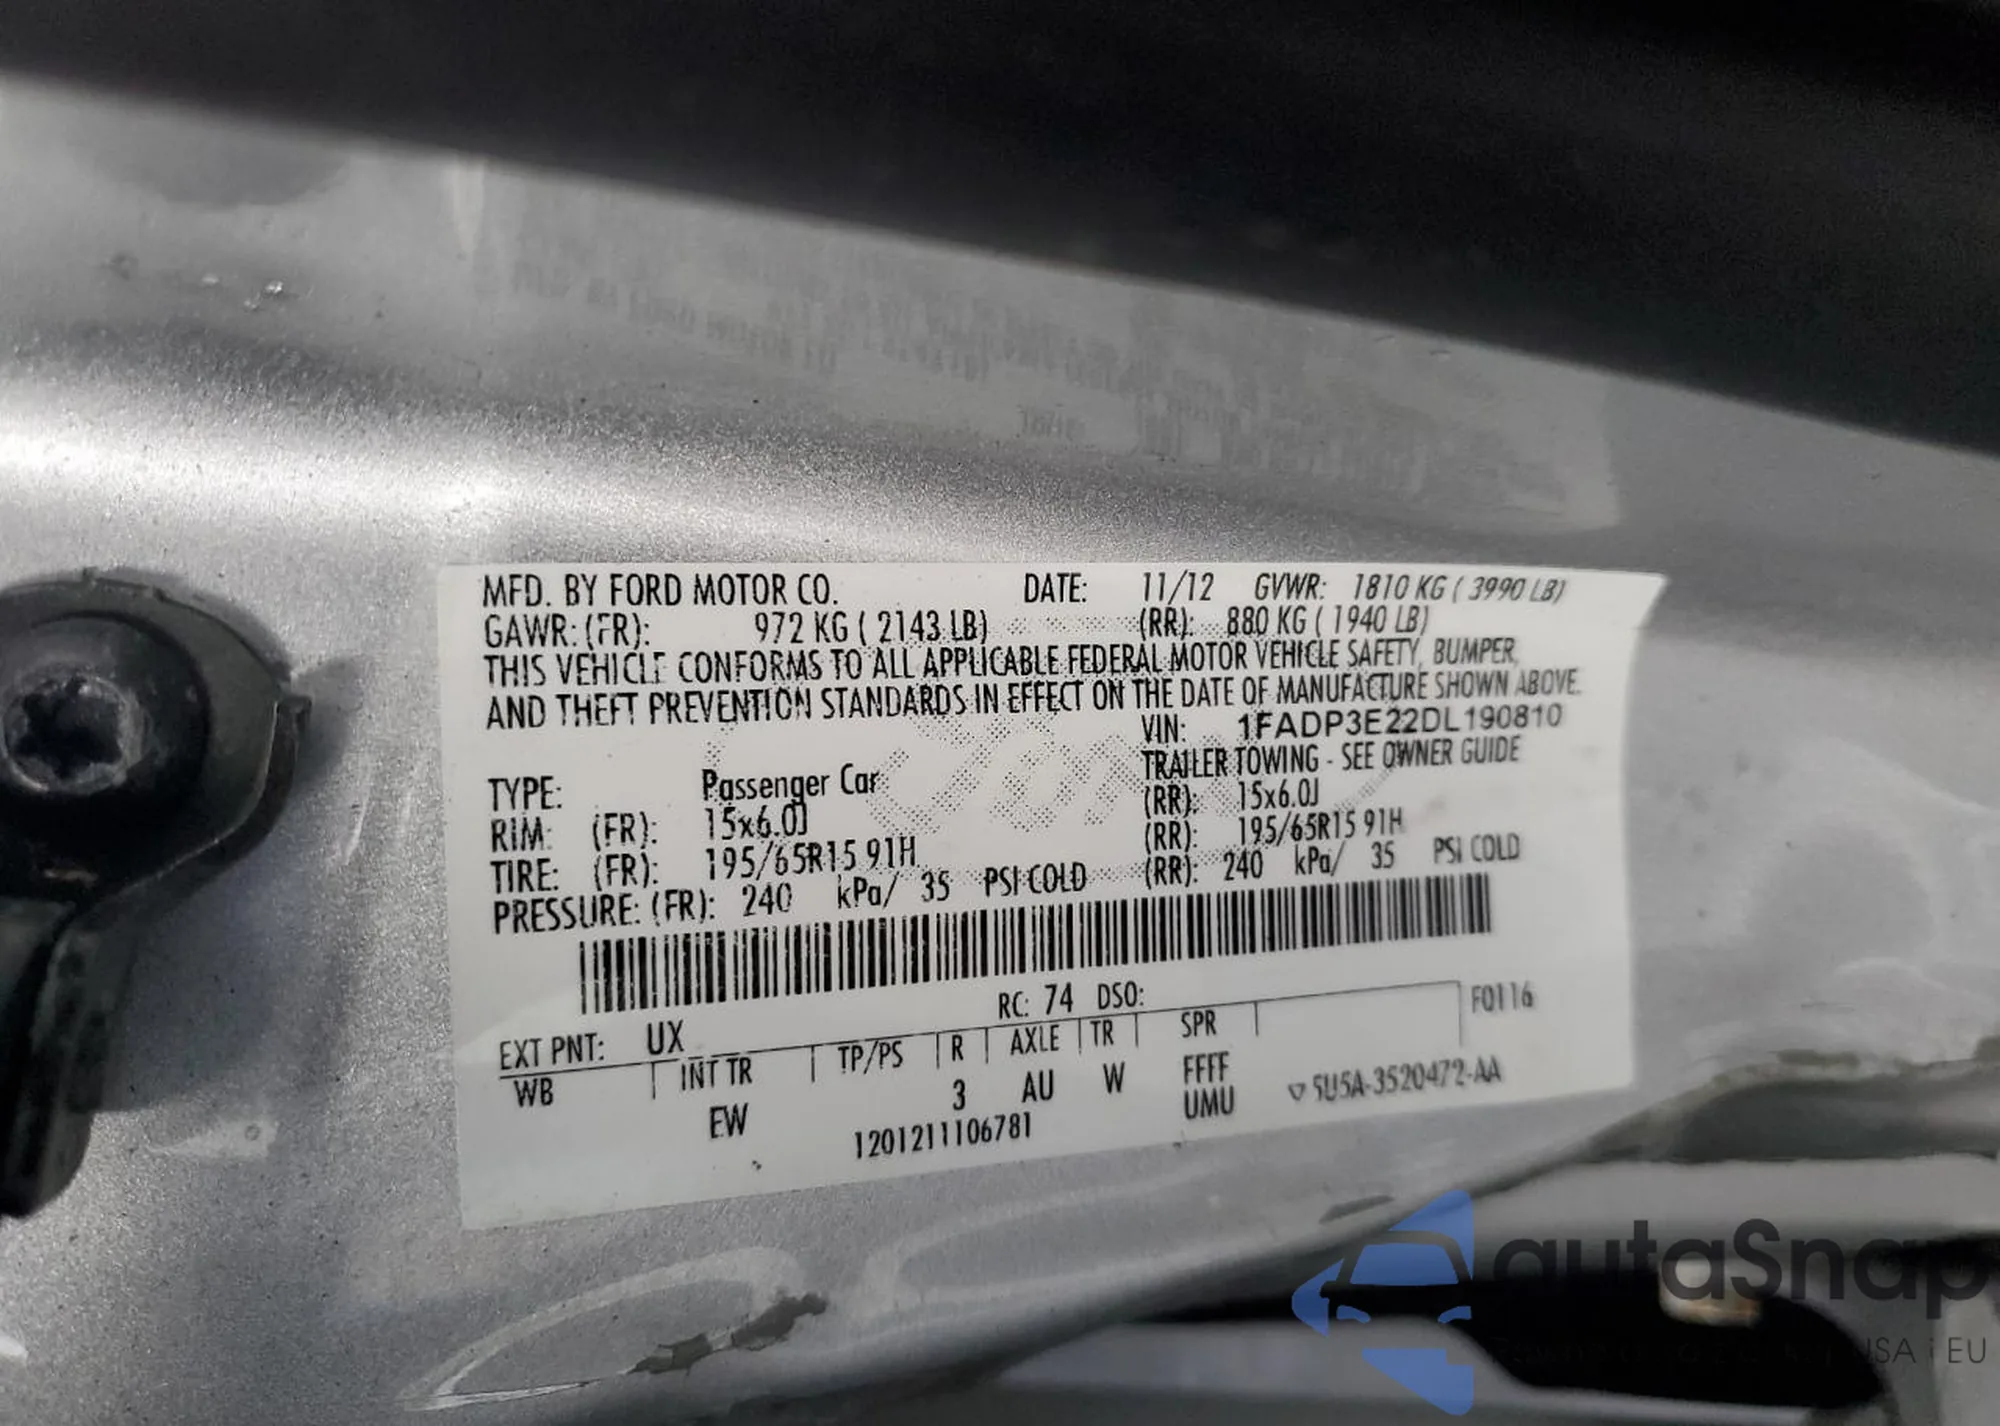 MFD. BY FORD MOTOR CO. DATE: 11/12 GVWR: 1810 KG ( 3990 LB)
GAWR: (FR): 972 KG ( 2143 LB) (RR): 880 KG ( 1940 LB)
THIS VEHICLE CONFORMS TO ALL APPLICABLE FEDERAL MOTOR VEHICLE SAFETY, BUMPER,
AND THEFT PREVENTION STANDARDS IN EFFECT ON THE DATE OF MANUFACTURE SHOWN ABOVE.
VIN: 1FADP3E22DL190810
TRAILER TOWING - SEE OWNER GUIDE
TYPE: Passenger Car
RIM: (FR): 15x6.0J (RR): 15x6.0J
TIRE: (FR): 195/65R15 91H (RR): 195/65R15 91H
PRESSURE: (FR): 240 kPa/ 35 PSI COLD (RR): 240 kPa/ 35 PSI COLD
RC: 74 DSO: F0116
EXT PNT: UX
WB INT TR TP/PS R AXLE TR SPR
EW 3 AU W FFFF
UMU
1201211106781
5U5A-3520472-AA
autaSnap
USA i EU